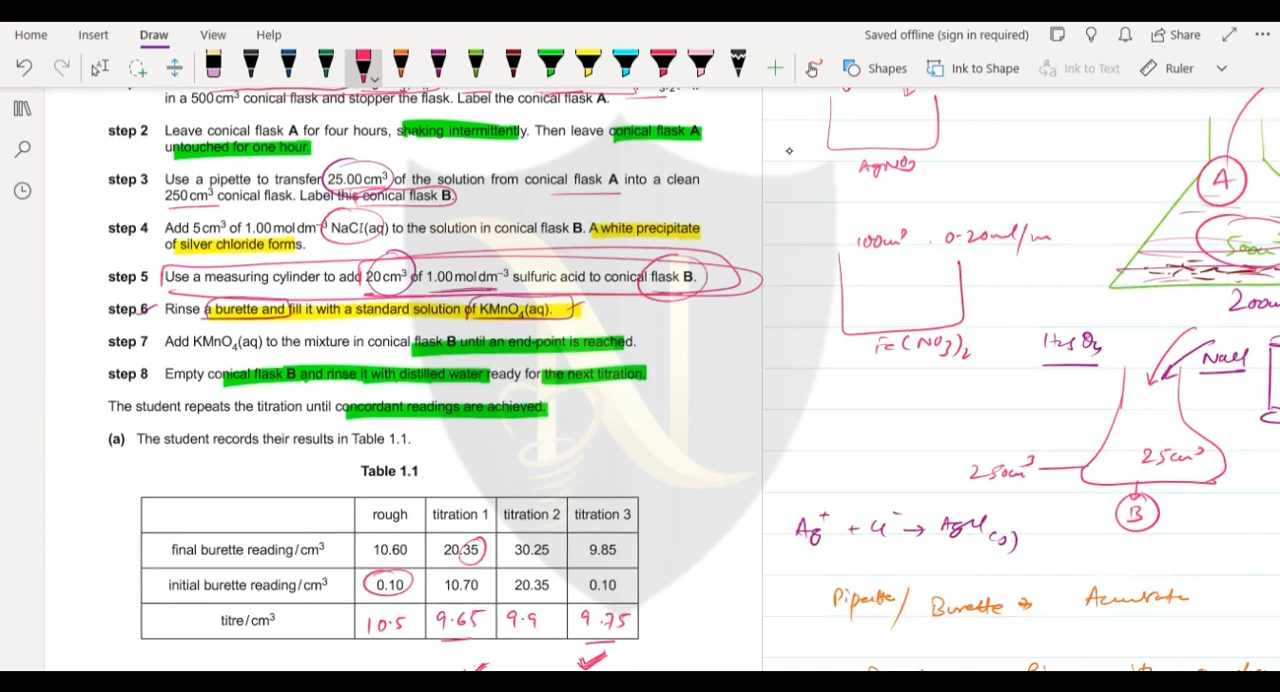 Home Insert Draw View Help Saved offline (sign in required) Share
Shapes Ink to Shape Ink to Text Ruler
in a 500 cm³ conical flask and stopper the flask. Label the conical flask A.
step 2 Leave conical flask A for four hours, shaking intermittently. Then leave conical flask A
untouched for one hour.
step 3 Use a pipette to transfer 25.00 cm³ of the solution from conical flask A into a clean
250 cm³ conical flask. Label this conical flask B.
step 4 Add 5 cm³ of 1.00 mol dm⁻³ NaCl(aq) to the solution in conical flask B. A white precipitate
of silver chloride forms.
step 5 Use a measuring cylinder to add 20 cm³ of 1.00 mol dm⁻³ sulfuric acid to conical flask B.
step 6 Rinse a burette and fill it with a standard solution of KMnO₄(aq).
step 7 Add KMnO₄(aq) to the mixture in conical flask B until an end-point is reached.
step 8 Empty conical flask B and rinse it with distilled water ready for the next titration.
The student repeats the titration until concordant readings are achieved.
(a) The student records their results in Table 1.1.
Table 1.1
rough titration 1 titration 2 titration 3
final burette reading/cm³ 10.60 20.35 30.25 9.85
initial burette reading/cm³ 0.10 10.70 20.35 0.10
titre/cm³ 10.5 9.65 9.9 9.75
AgNO₃
A
100cm³ . 0.20mol/m
500cm
200cm
Fe(NO₃)₂
NaCl
250cm³
25cm³
B
Ag⁺ + Cl⁻ → AgCl(s)
Pipette/ Burette → Accurate